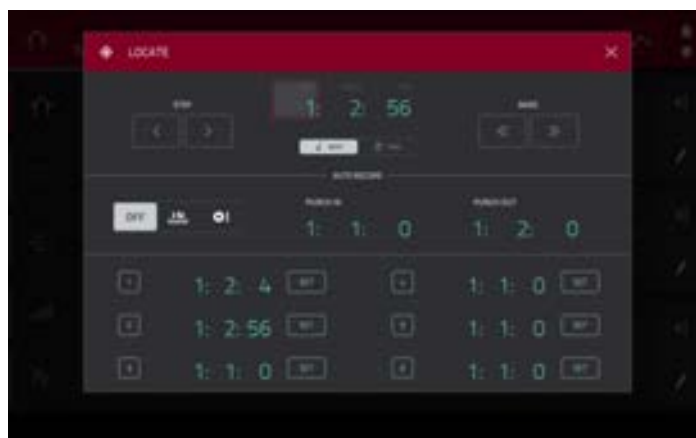 LOCATE
STEP
BARS
1: 2: 56
AUTO RECORD
OFF IN
PUNCH IN
PUNCH OUT
1: 1: 0
1: 2: 0
1: 2: 4 SET
1: 1: 0 SET
1: 2: 56 SET
1: 1: 0 SET
1: 1: 0 SET
1: 1: 0 SET